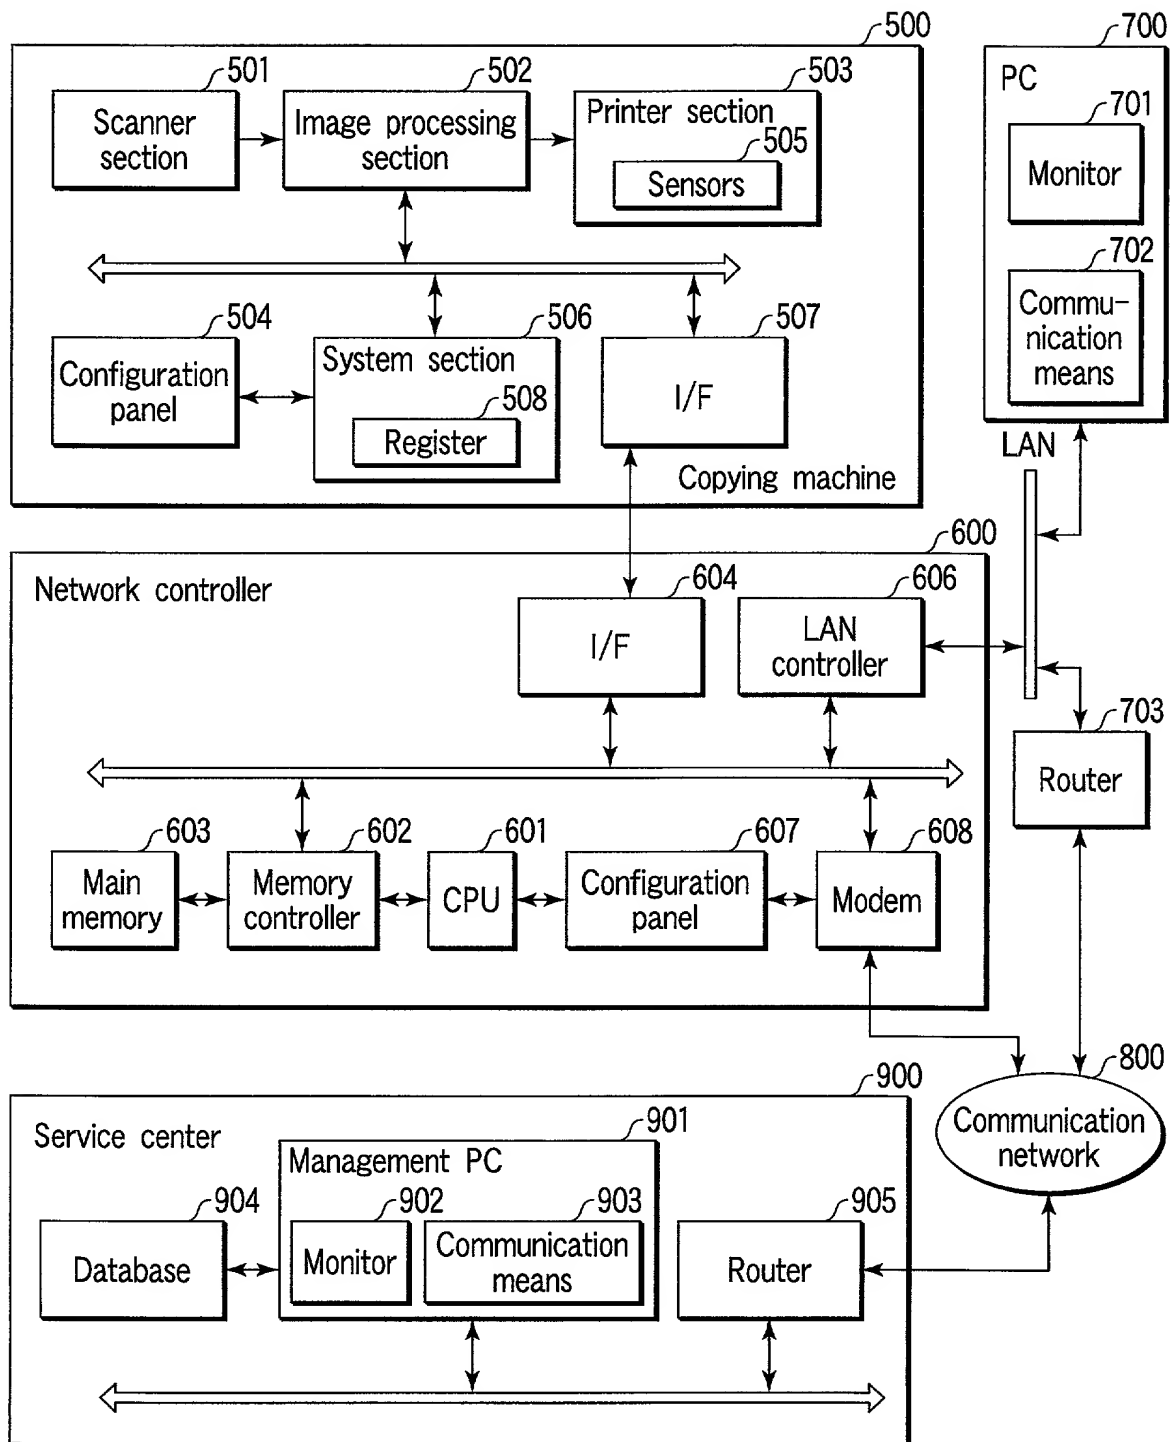 500
501
Scanner
section
502
Image processing
section
503
Printer section
505
Sensors
504
Configuration
panel
506
System section
508
Register
507
I/F
Copying machine
700
PC
701
Monitor
702
Commu-
nication
means
LAN
600
Network controller
604
I/F
606
LAN
controller
703
Router
603
Main
memory
602
Memory
controller
601
CPU
607
Configuration
panel
608
Modem
800
Communication
network
900
Service center
901
Management PC
904
Database
902
Monitor
903
Communication
means
905
Router